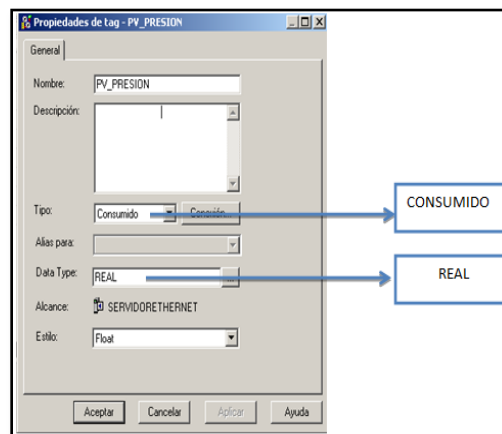 Propiedades de tag - PV_PRESION
General
Nombre: PV_PRESION
Descripción:
Tipo: Consumido Conexión...
Alias para:
Data Type: REAL ...
Alcance: SERVIDORETHERNET
Estilo: Float
Aceptar Cancelar Aplicar Ayuda
CONSUMIDO
REAL